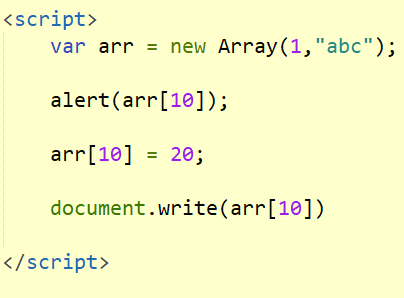 <script>
var arr = new Array(1,"abc");
alert(arr[10]);
arr[10] = 20;
document.write(arr[10])
</script>